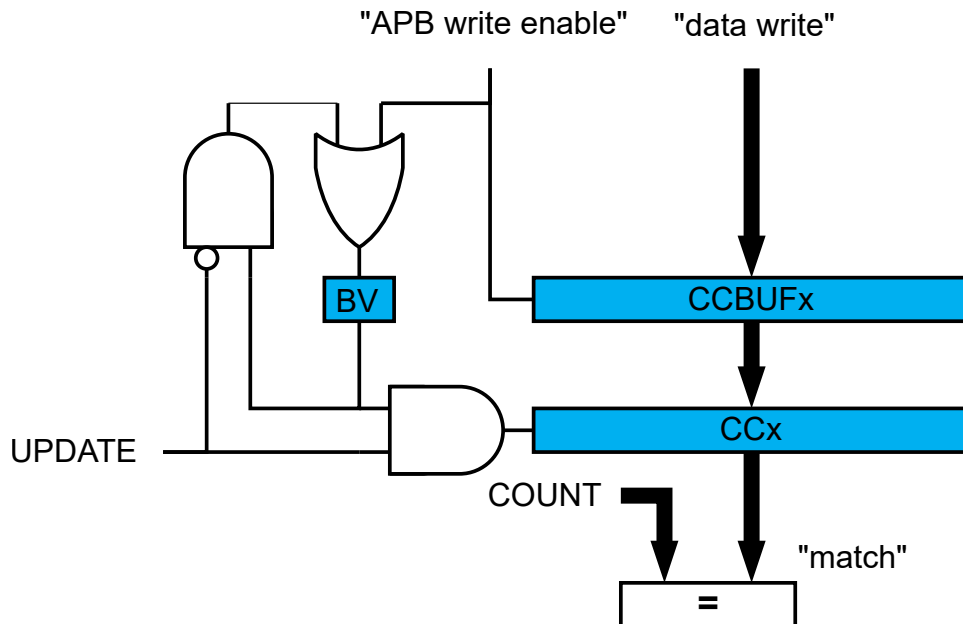 "APB write enable"
"data write"
BV
CCBUFx
CCx
UPDATE
COUNT
"match"
=